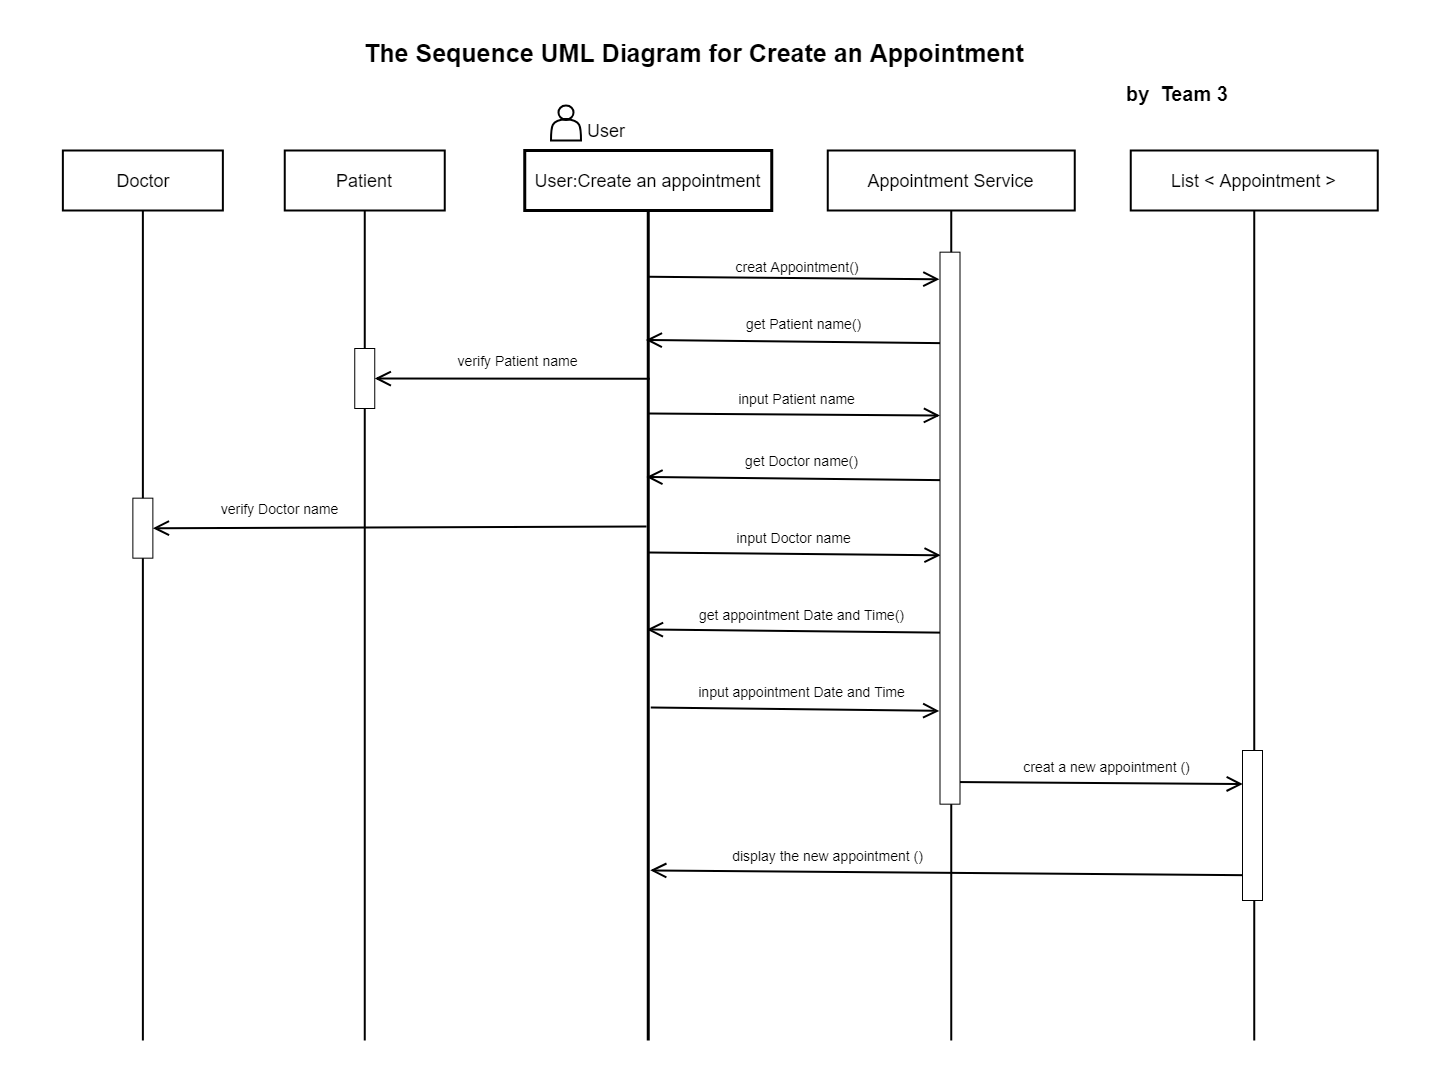 The Sequence UML Diagram for Create an Appointment
by Team 3
User
Doctor
Patient
User:Create an appointment
Appointment Service
List < Appointment >
creat Appointment()
get Patient name()
verify Patient name
input Patient name
get Doctor name()
verify Doctor name
input Doctor name
get appointment Date and Time()
input appointment Date and Time
creat a new appointment ()
display the new appointment ()